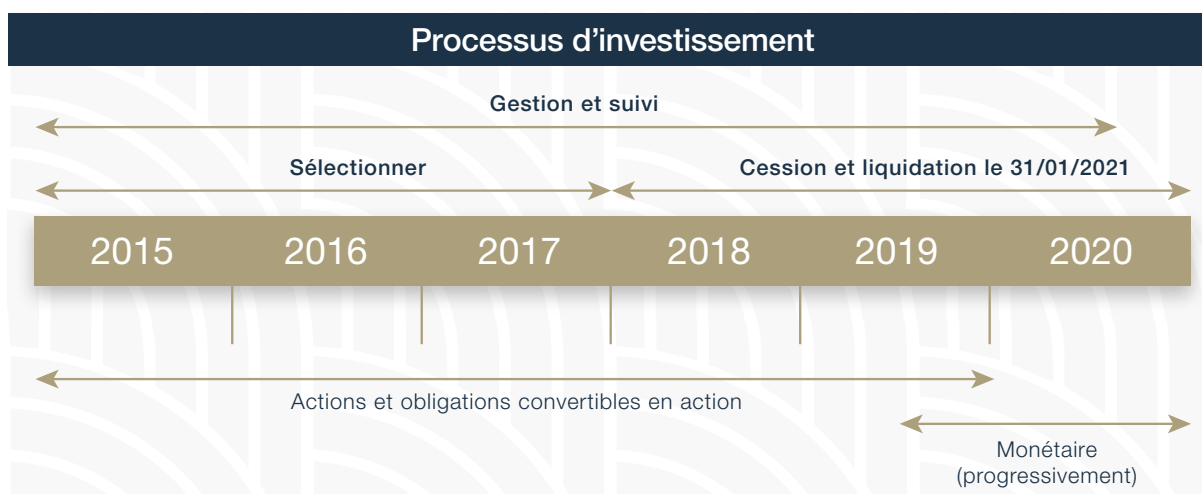 Processus d’investissement
Gestion et suivi
Sélectionner
Cession et liquidation le 31/01/2021
2015 2016 2017 2018 2019 2020
Actions et obligations convertibles en action
Monétaire
(progressivement)